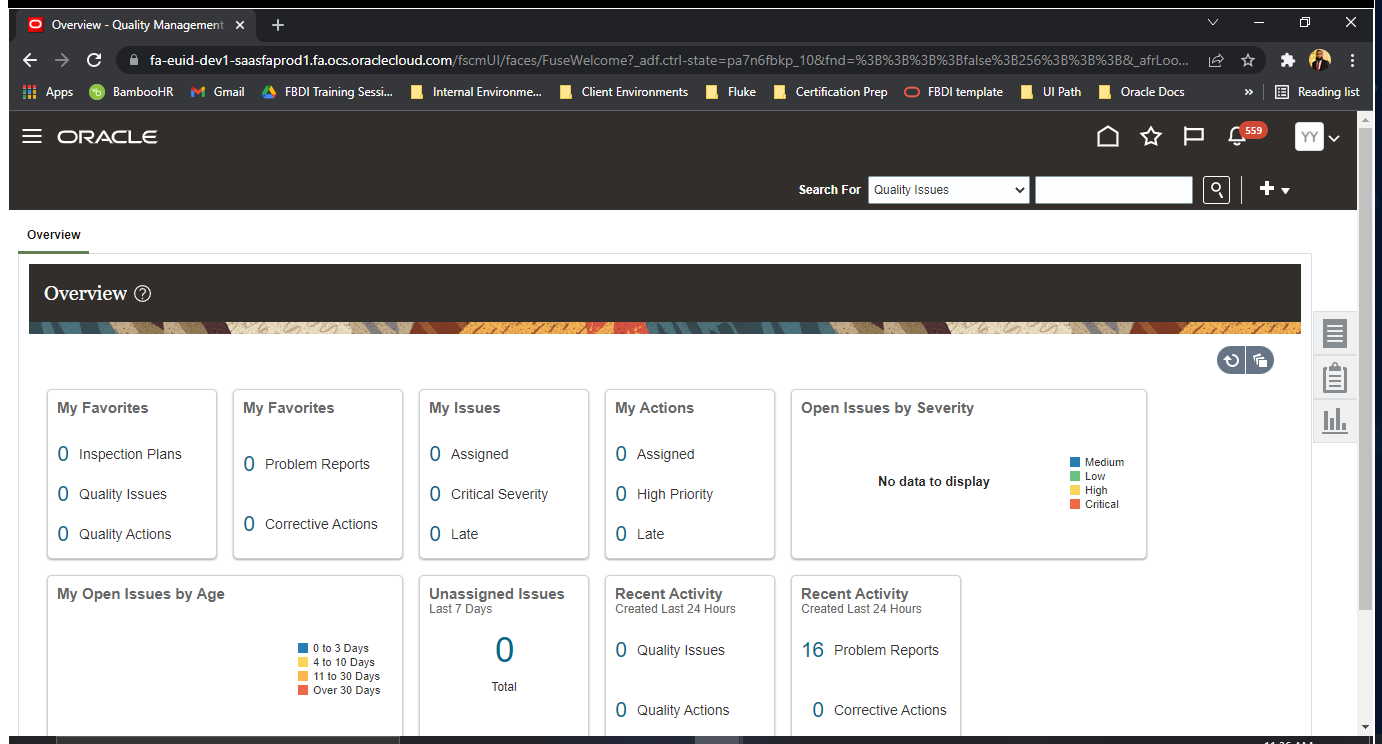 Overview - Quality Management
fa-euid-dev1-saasfaprod1.fa.ocs.oraclecloud.com/fscmUI/faces/FuseWelcome?_adf.ctrl-state=pa7n6fbkp_10&fnd=%3B%3B%3B%3Bfalse%3B256%3B%3B%3B&_afrLoo...
Apps BambooHR Gmail FBDI Training Sessi... Internal Environme... Client Environments Fluke Certification Prep FBDI template UI Path Oracle Docs » Reading list
ORACLE 559 YY
Search For Quality Issues
Overview
Overview
My Favorites
0 Inspection Plans
0 Quality Issues
0 Quality Actions
My Favorites
0 Problem Reports
0 Corrective Actions
My Issues
0 Assigned
0 Critical Severity
0 Late
My Actions
0 Assigned
0 High Priority
0 Late
Open Issues by Severity
No data to display
Medium
Low
High
Critical
My Open Issues by Age
0 to 3 Days
4 to 10 Days
11 to 30 Days
Over 30 Days
Unassigned Issues
Last 7 Days
0
Total
Recent Activity
Created Last 24 Hours
0 Quality Issues
0 Quality Actions
Recent Activity
Created Last 24 Hours
16 Problem Reports
0 Corrective Actions